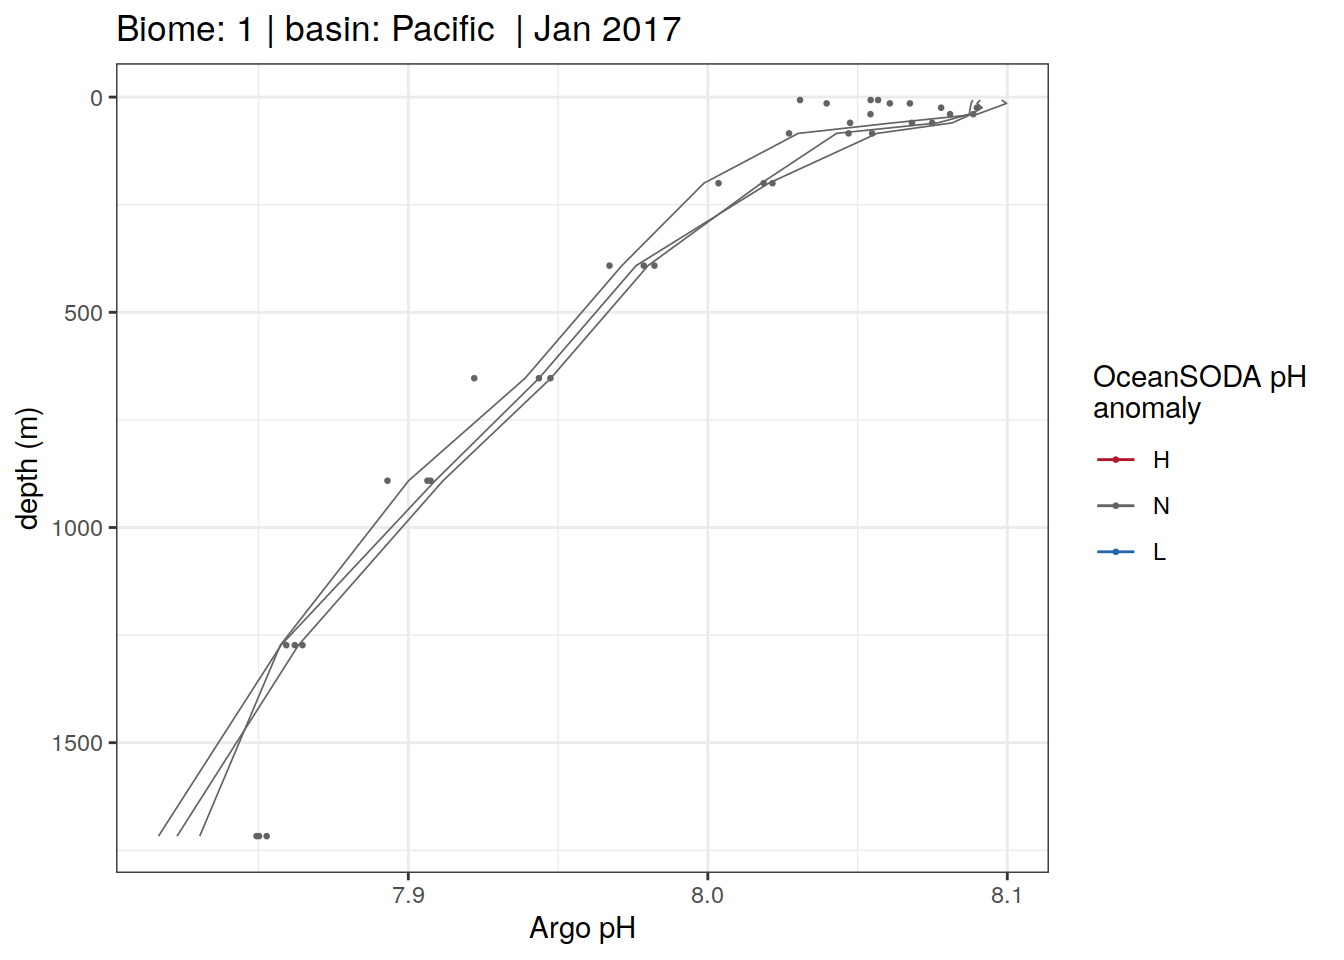 Biome: 1 | basin: Pacific  | Jan 2017
0
500
1000
1500
depth (m)
7.9
8.0
8.1
Argo pH
OceanSODA pH
anomaly
H
N
L